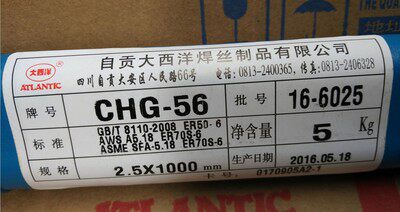 大西洋
ATLANTIC
自贡大西洋焊丝制品有限公司
四川自贡大安区人民路66号 电话:0813-2400365, 传真:0813-2406328
牌号 CHG-56 批号 16-6025
标准 GB/T 8110-2008 ER50-6
AWS A5.18 ER70S-6
ASME SFA-5.18 ER70S-6
净含量 5 Kg
规格 2.5X1000 mm 生产日期 2016.05.18
卡号: 9170905A2-1